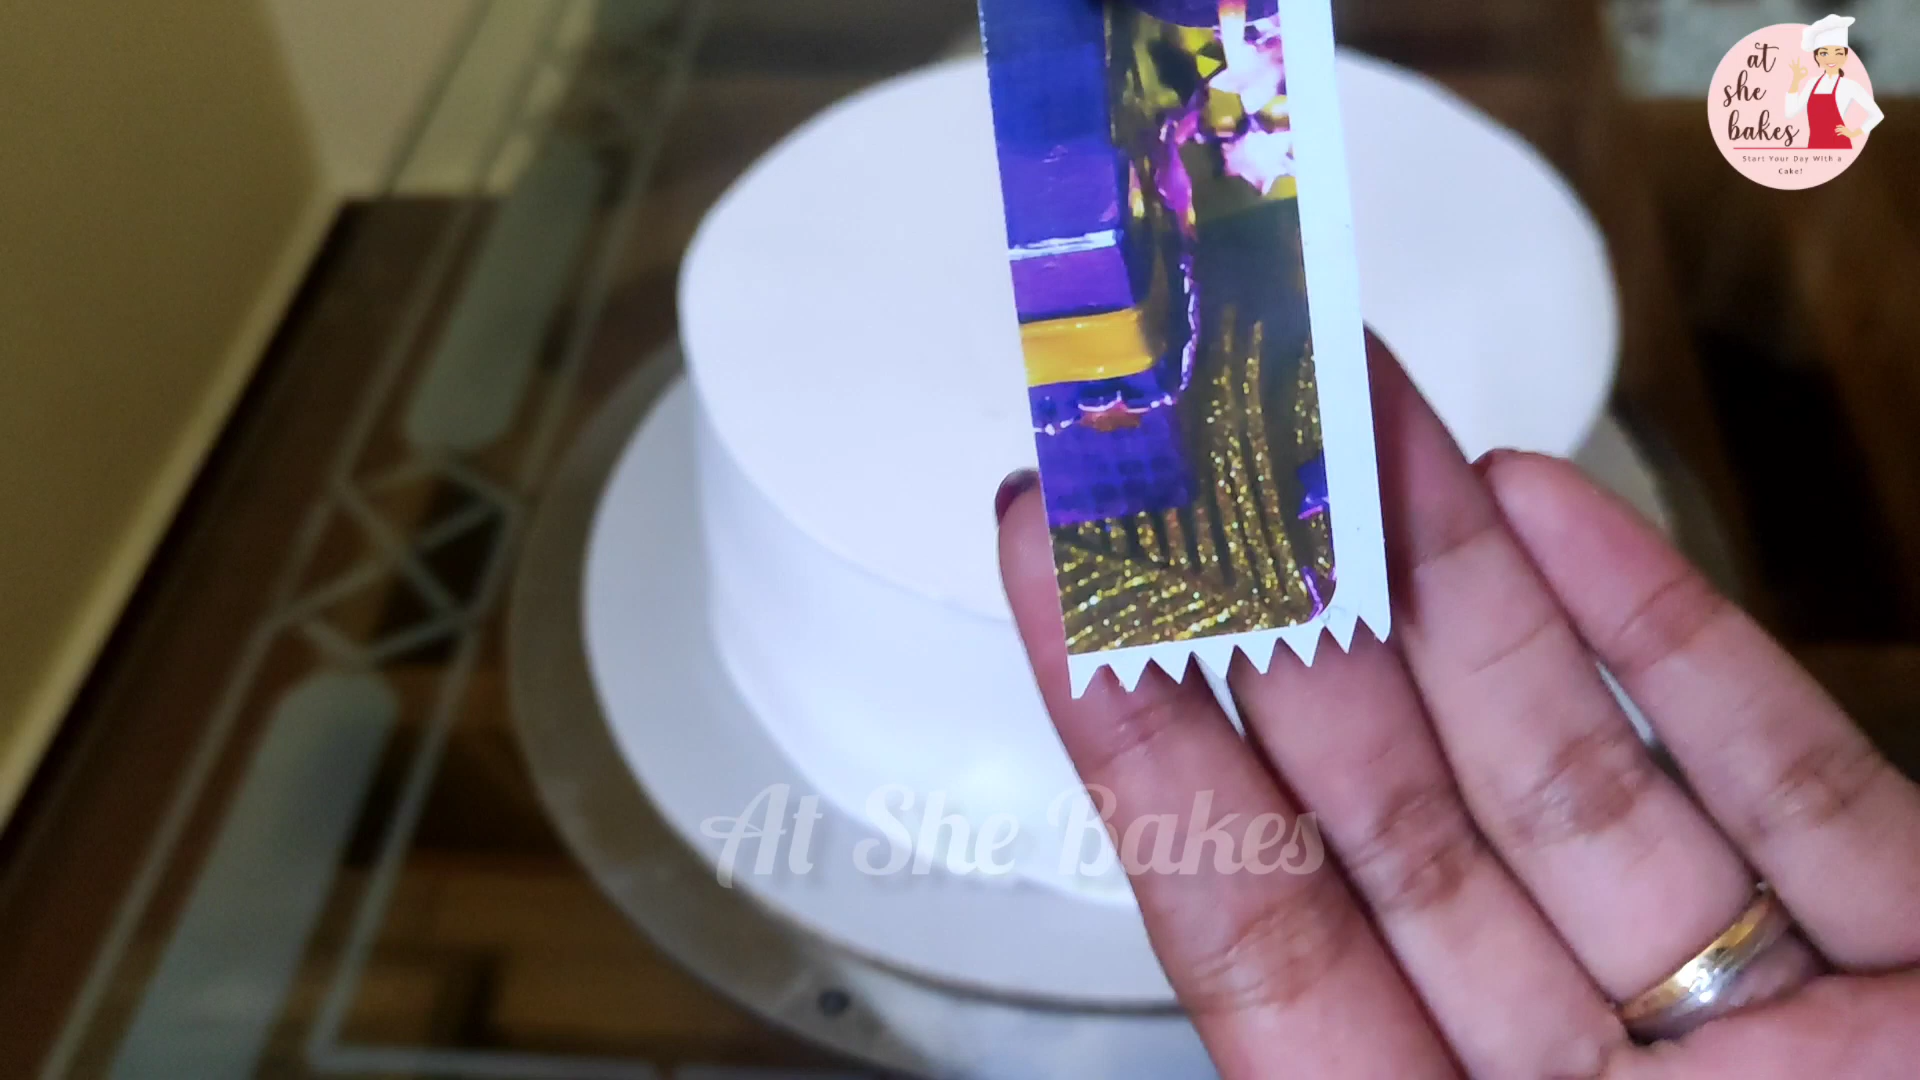 at
she
bakes
Start Your Day With a
Cake!
At She Bakes